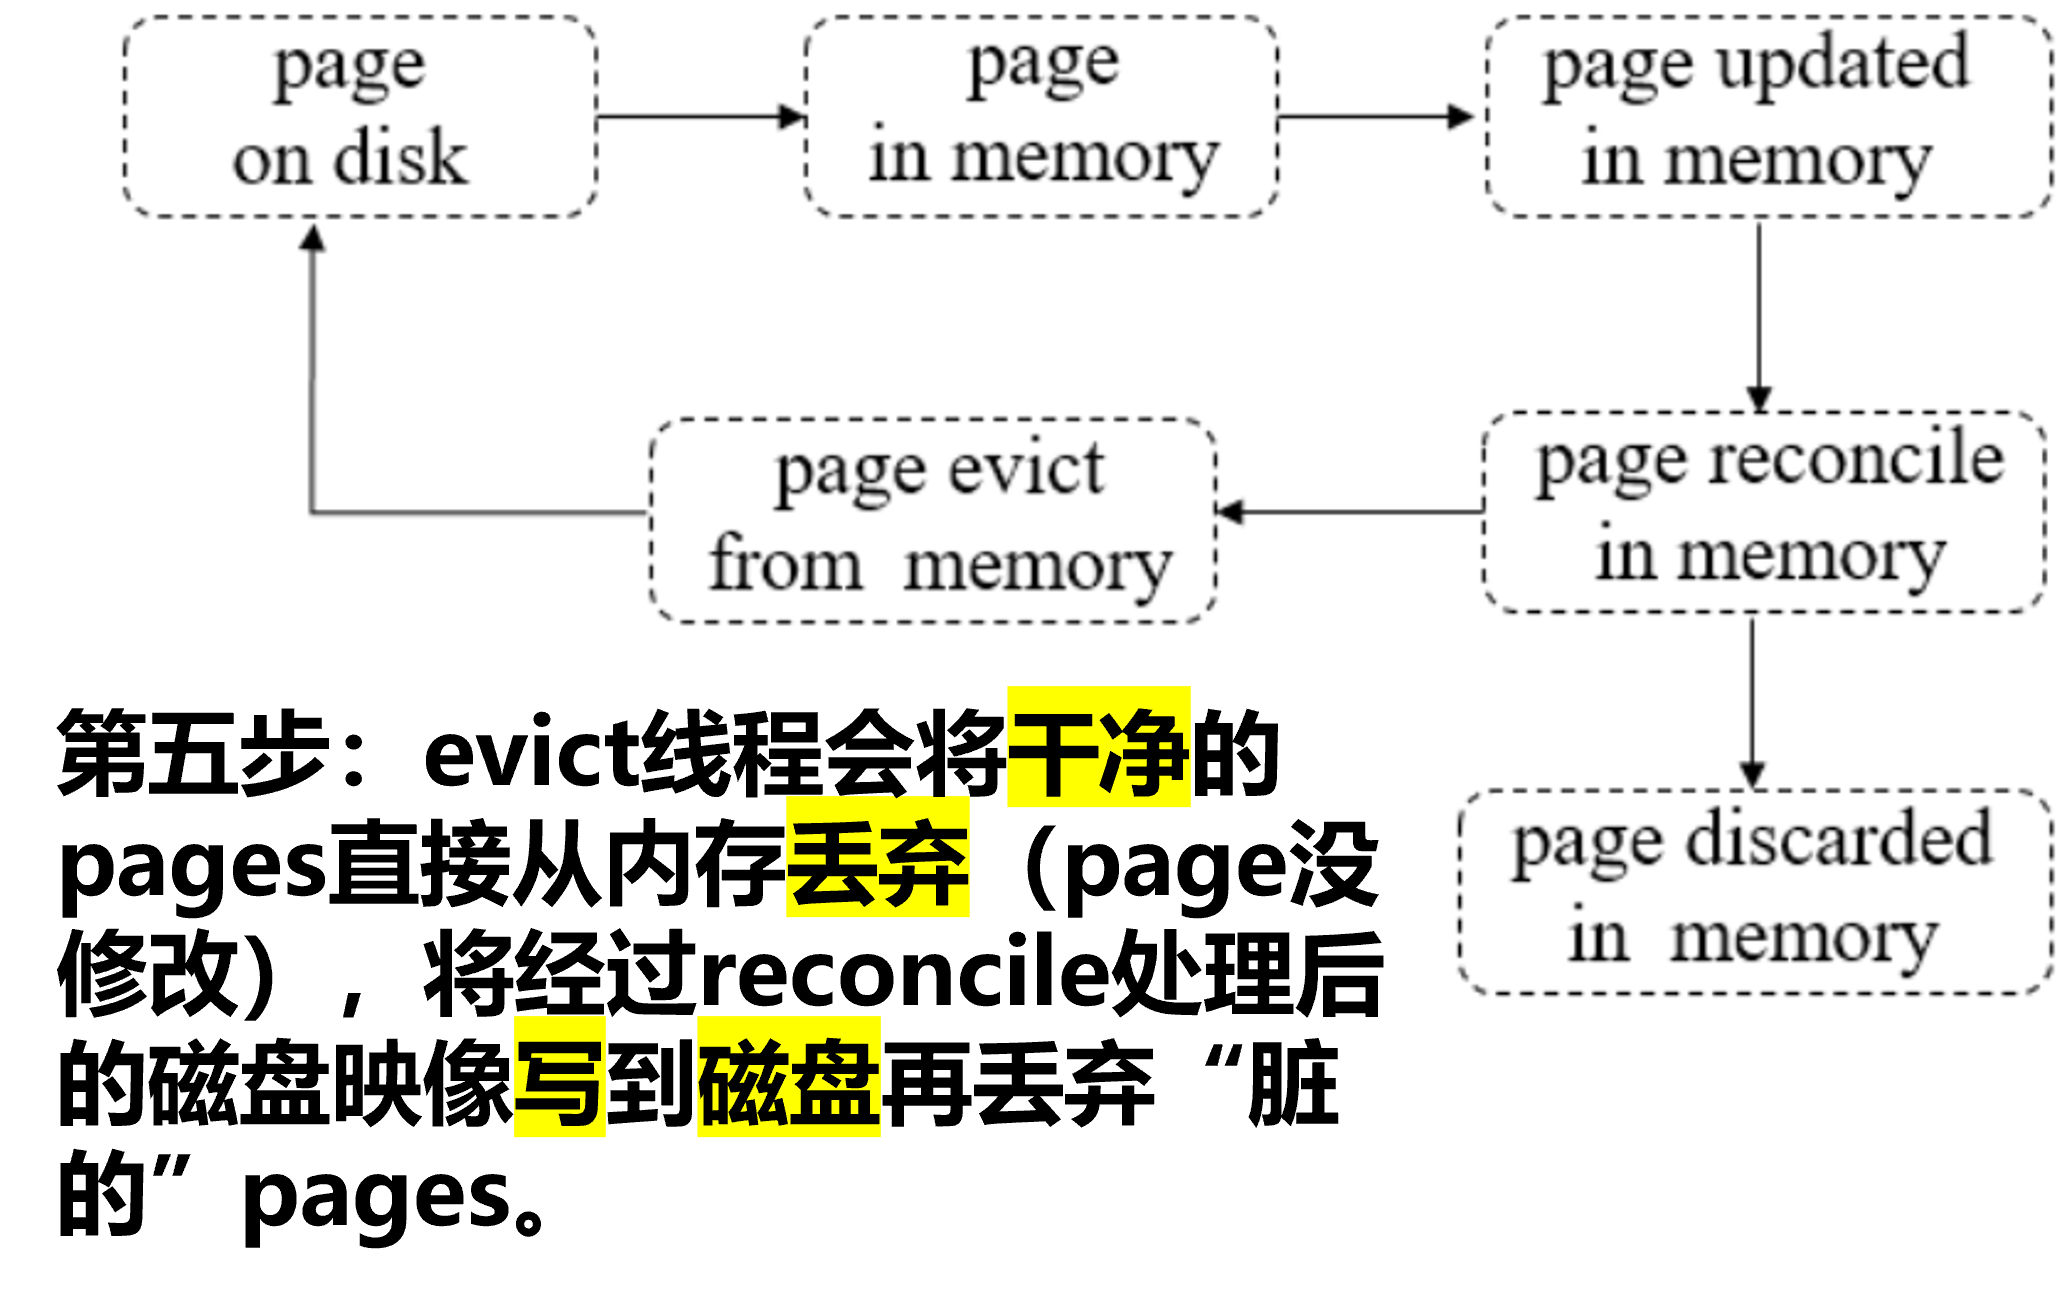 page
on disk
page
in memory
page updated
in memory
page evict
from memory
page reconcile
in memory
page discarded
in memory
第五步：evict线程会将干净的
pages直接从内存丢弃（page没
修改），将经过reconcile处理后
的磁盘映像写到磁盘再丢弃“脏
的”pages。